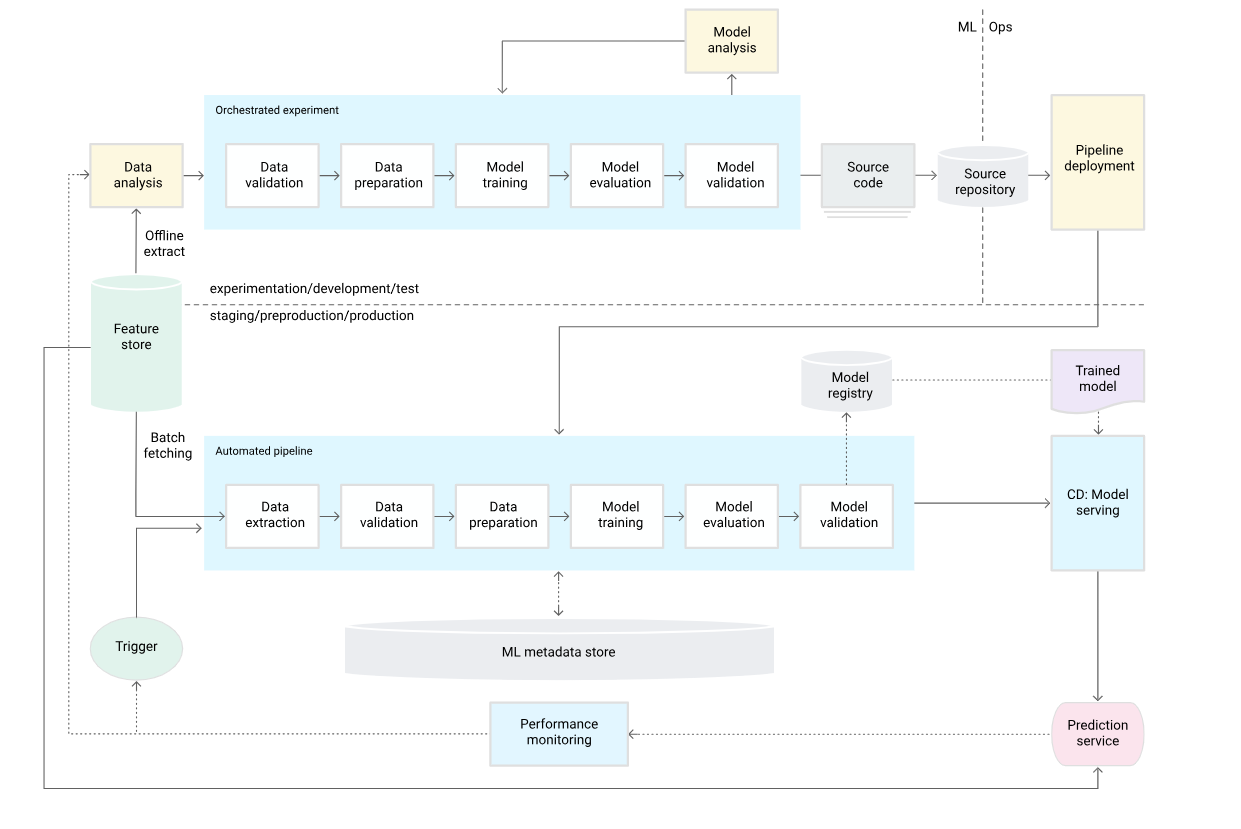 Model
analysis
ML
Ops
Orchestrated experiment
Data
analysis
Data
validation
Data
preparation
Model
training
Model
evaluation
Model
validation
Source
code
Source
repository
Pipeline
deployment
Offline
extract
experimentation/development/test
staging/preproduction/production
Feature
store
Model
registry
Trained
model
Batch
fetching
Automated pipeline
Data
extraction
Data
validation
Data
preparation
Model
training
Model
evaluation
Model
validation
CD: Model
serving
Trigger
ML metadata store
Performance
monitoring
Prediction
service